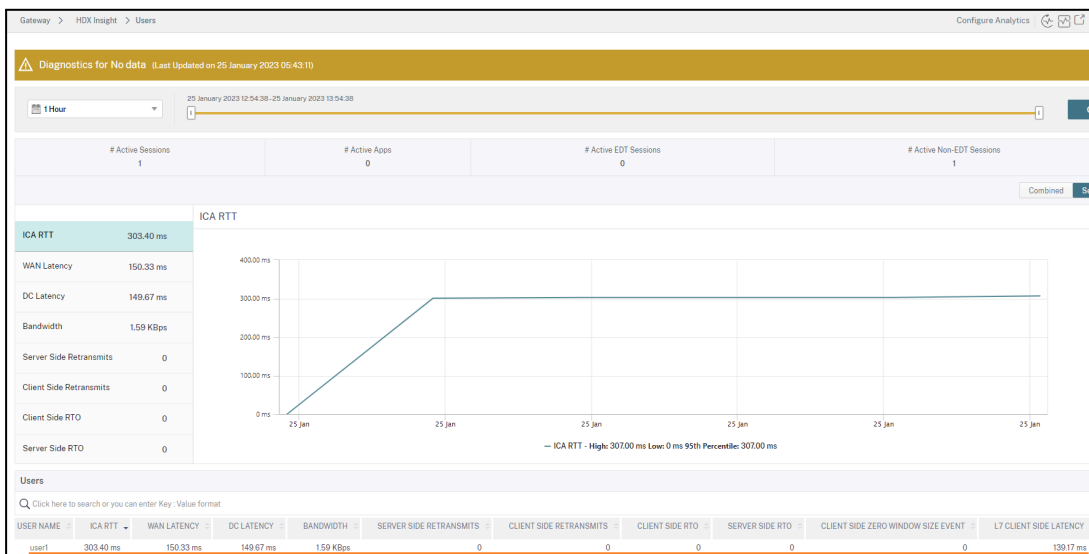 Gateway > HDX Insight > Users Configure Analytics
Diagnostics for No data (Last Updated on 25 January 2023 05:43:11)
1 Hour
25 January 2023 12:54:38-25 January 2023 13:54:38
# Active Sessions # Active Apps # Active EDT Sessions # Active Non-EDT Sessions
1 0 0 1
Combined
ICA RTT
ICA RTT 303.40 ms
WAN Latency 150.33 ms
DC Latency 149.67 ms
Bandwidth 1.59 KBps
Server Side Retransmits 0
Client Side Retransmits 0
Client Side RTO 0
Server Side RTO 0
400.00 ms
300.00 ms
200.00 ms
100.00 ms
0 ms
25 Jan 25 Jan 25 Jan 25 Jan 25 Jan 25 Jan
ICA RTT - High: 307.00 ms Low: 0 ms 95th Percentile: 307.00 ms
Users
Click here to search or you can enter Key : Value format
USER NAME ICA RTT WAN LATENCY DC LATENCY BANDWIDTH SERVER SIDE RETRANSMITS CLIENT SIDE RETRANSMITS CLIENT SIDE RTO SERVER SIDE RTO CLIENT SIDE ZERO WINDOW SIZE EVENT L7 CLIENT SIDE LATENCY
user1 303.40 ms 150.33 ms 149.67 ms 1.59 KBps 0 0 0 0 0 139.17 ms